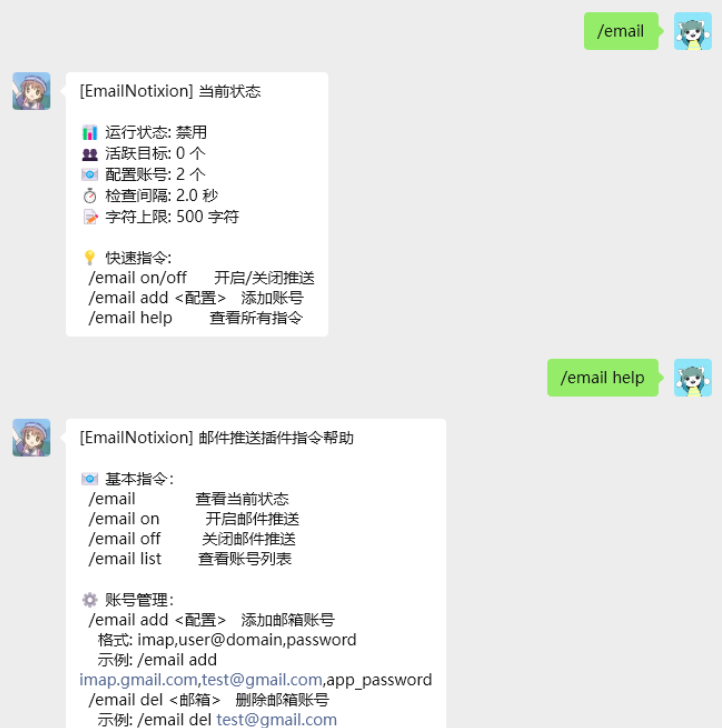 /email
[EmailNotixion] 当前状态
运行状态: 禁用
活跃目标: 0 个
配置账号: 2 个
检查间隔: 2.0 秒
字符上限: 500 字符
快速指令:
/email on/off 开启/关闭推送
/email add <配置> 添加账号
/email help 查看所有指令
/email help
[EmailNotixion] 邮件推送插件指令帮助
基本指令:
/email 查看当前状态
/email on 开启邮件推送
/email off 关闭邮件推送
/email list 查看账号列表
账号管理:
/email add <配置> 添加邮箱账号
格式: imap,user@domain,password
示例: /email add
imap.gmail.com,test@gmail.com,app_password
/email del <邮箱> 删除邮箱账号
示例: /email del test@gmail.com